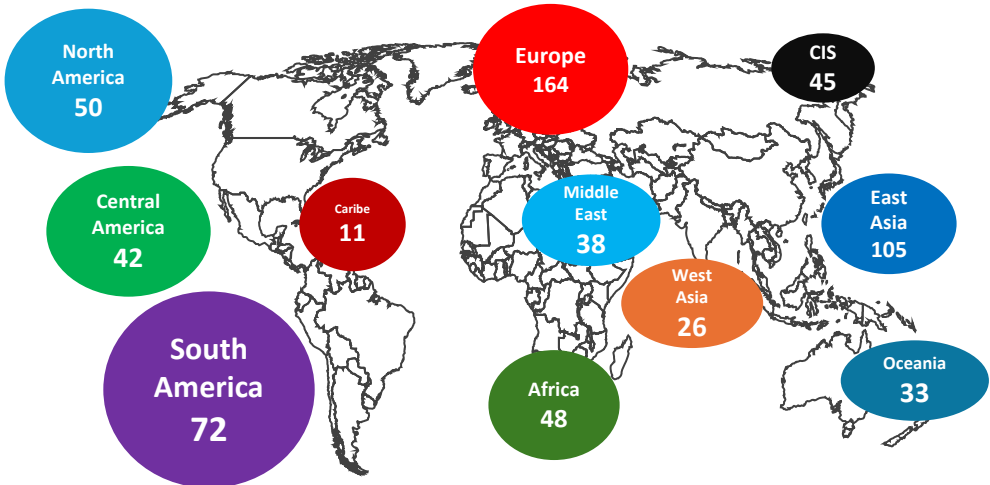 North
America
50
Europe
164
CIS
45
Central
America
42
Caribe
11
Middle
East
38
East
Asia
105
West
Asia
26
South
America
72
Africa
48
Oceania
33